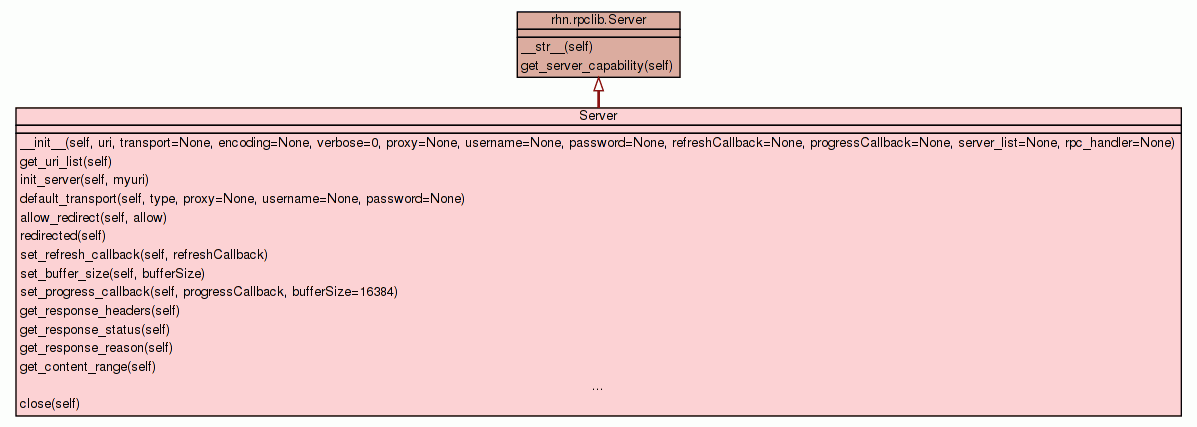 rhn.rpclib.Server
__str__(self)
get_server_capability(self)
Server
__init__(self, uri, transport=None, encoding=None, verbose=0, proxy=None, username=None, password=None, refreshCallback=None, progressCallback=None, server_list=None, rpc_handler=None)
get_uri_list(self)
init_server(self, myuri)
default_transport(self, type, proxy=None, username=None, password=None)
allow_redirect(self, allow)
redirected(self)
set_refresh_callback(self, refreshCallback)
set_buffer_size(self, bufferSize)
set_progress_callback(self, progressCallback, bufferSize=16384)
get_response_headers(self)
get_response_status(self)
get_response_reason(self)
get_content_range(self)
...
close(self)